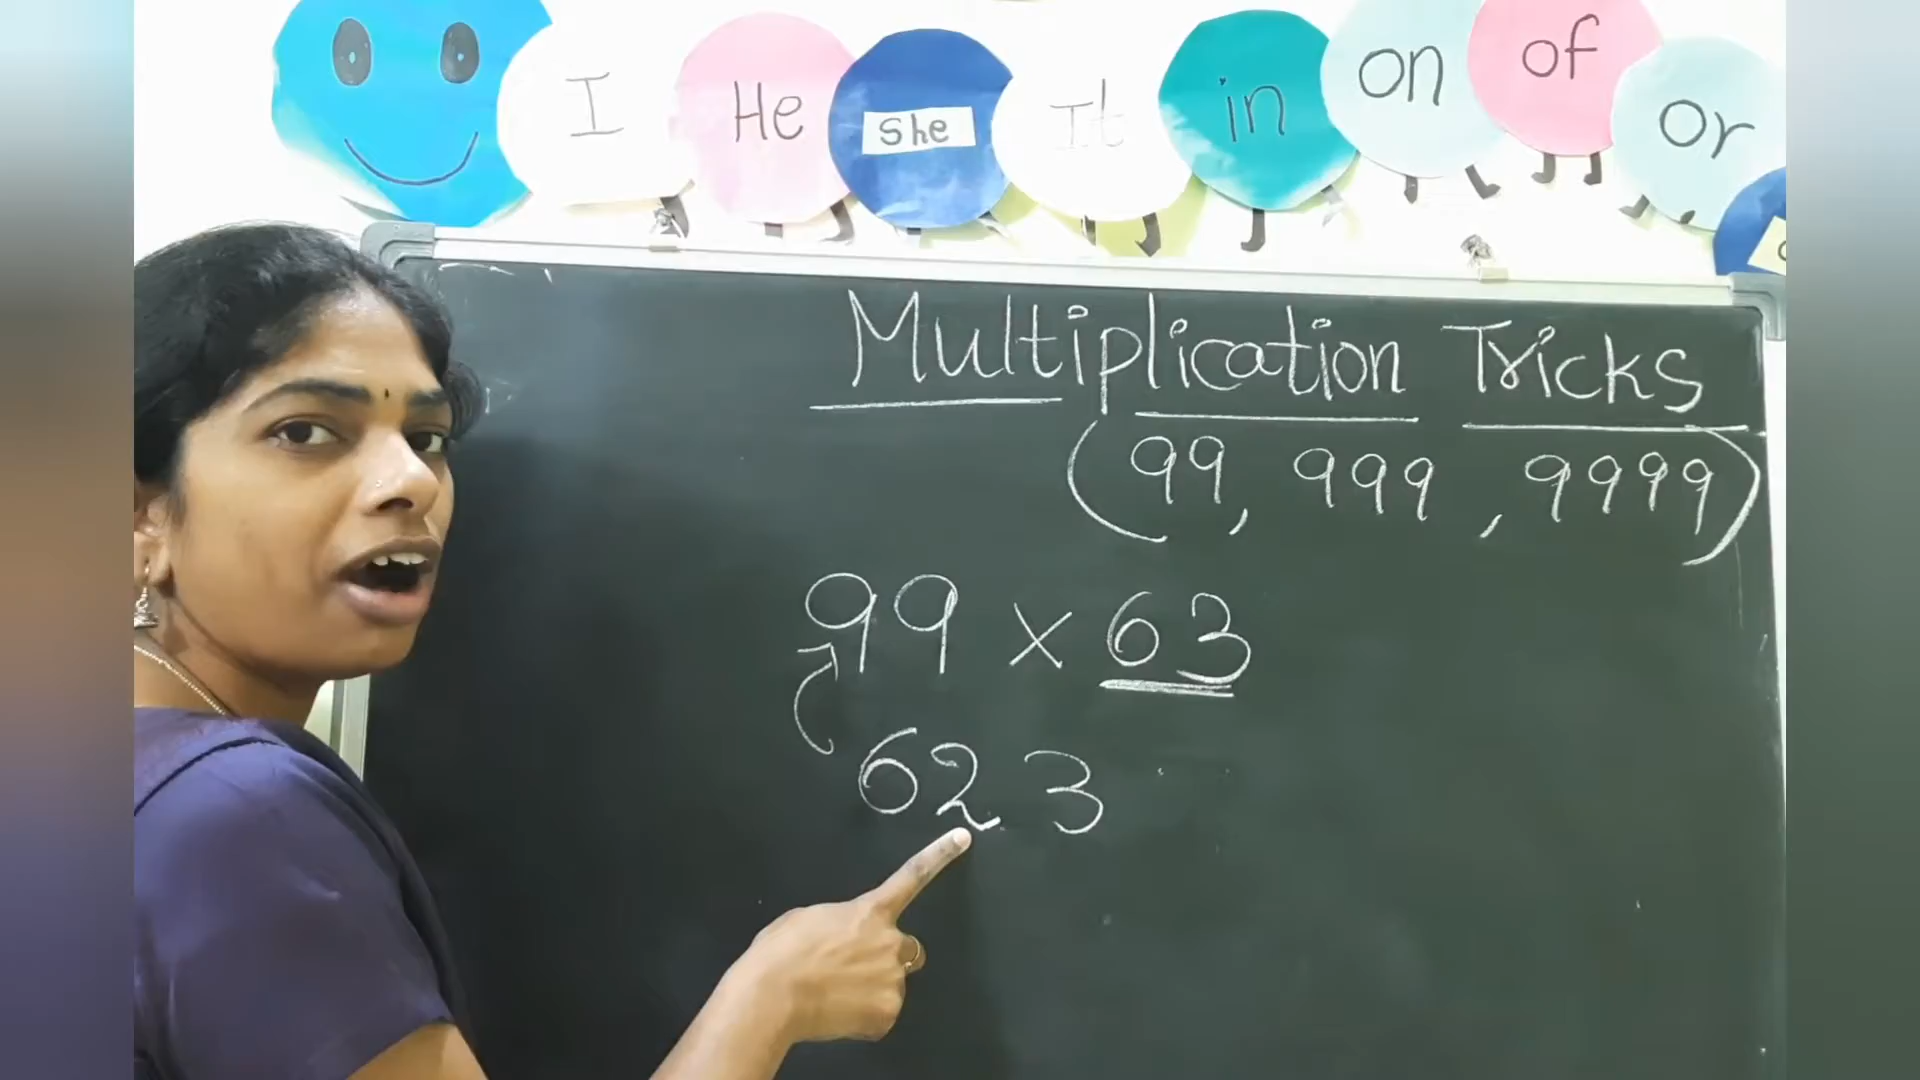 I He She It in on of or
Multiplication Tricks
(99, 999, 9999)
99 × 63
62 3